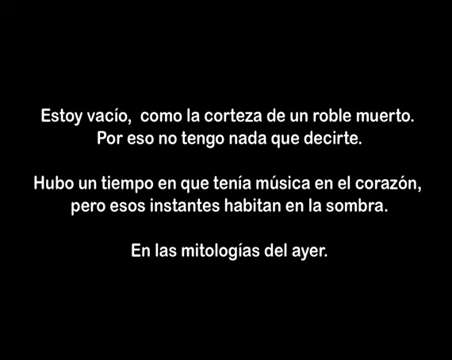 Estoy vacío, como la corteza de un roble muerto.
Por eso no tengo nada que decirte.
Hubo un tiempo en que tenía música en el corazón,
pero esos instantes habitan en la sombra.
En las mitologías del ayer.